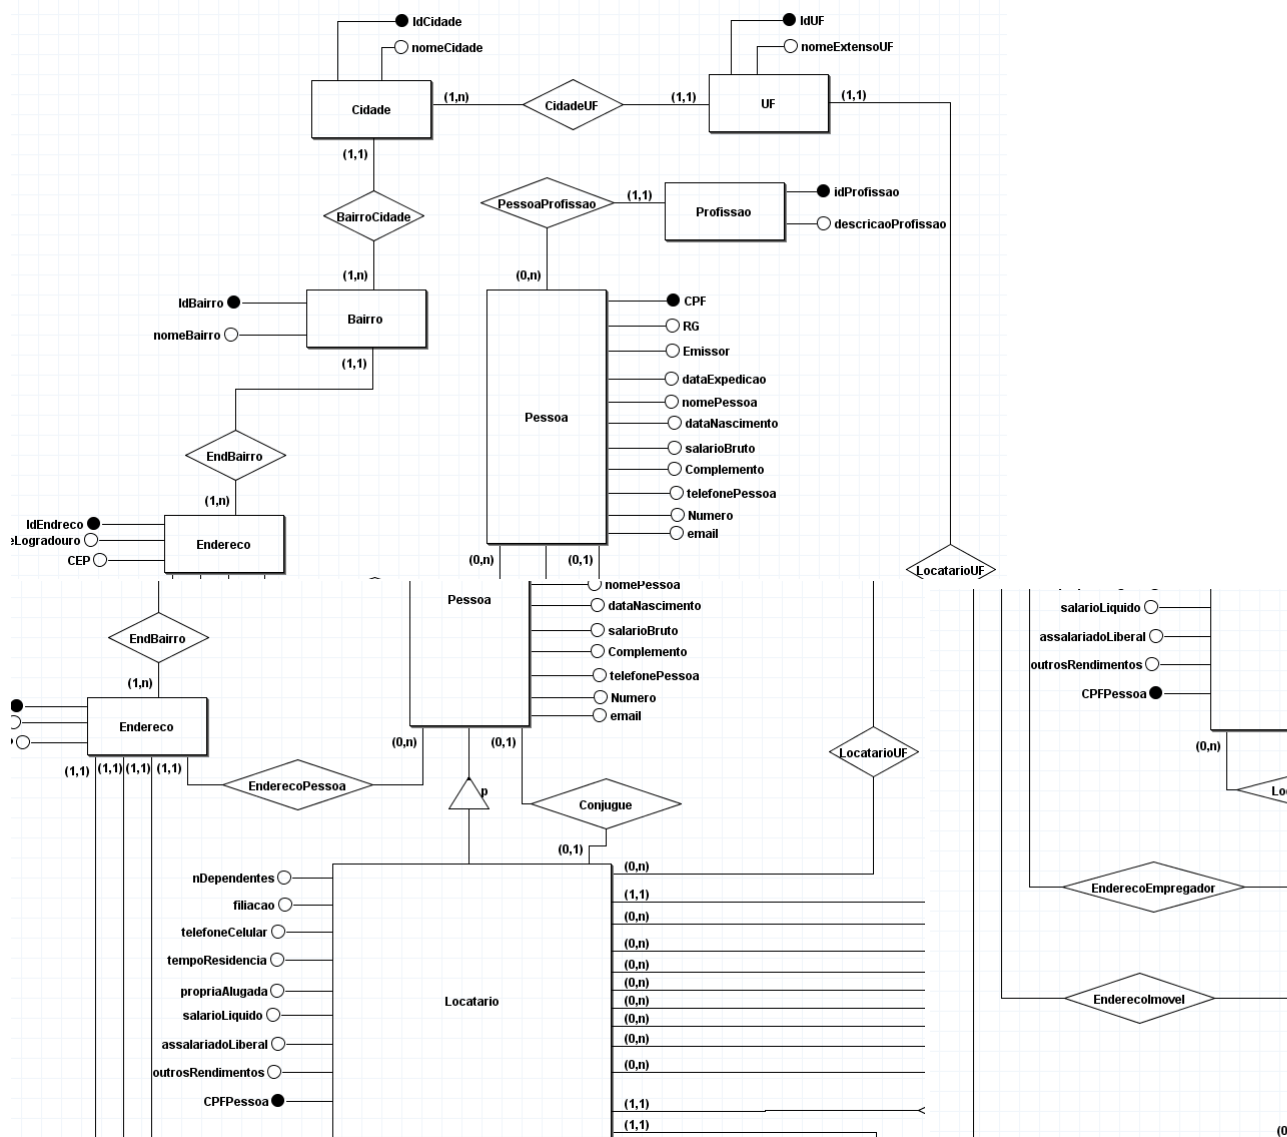 IdCidade
nomeCidade
IdUF
nomeExtensoUF
Cidade
(1,n)
CidadeUF
(1,1)
UF
(1,1)
(1,1)
BairroCidade
(1,n)
PessoaProfissao
(1,1)
Profissao
idProfissao
descricaoProfissao
(0,n)
IdBairro
nomeBairro
Bairro
(1,1)
EndBairro
(1,n)
Pessoa
CPF
RG
Emissor
dataExpedicao
nomePessoa
dataNascimento
salarioBruto
Complemento
telefonePessoa
Numero
email
IdEndreco
eLogradouro
CEP
Endereco
(0,n)
(0,1)
LocatarioUF
EndBairro
(1,n)
Endereco
(1,1)
(1,1)
(1,1)
(1,1)
EnderecoPessoa
Pessoa
nomePessoa
dataNascimento
salarioBruto
Complemento
telefonePessoa
Numero
email
(0,n)
(0,1)
p
Conjugue
(0,1)
LocatarioUF
nDependentes
filiacao
telefoneCelular
tempoResidencia
propriaAlugada
salarioLiquido
assalariadoLiberal
outrosRendimentos
CPFPessoa
Locatario
(0,n)
(1,1)
(0,n)
(0,n)
(0,n)
(0,n)
(0,n)
(0,n)
(0,n)
(0,n)
(1,1)
(1,1)
salarioLiquido
assalariadoLiberal
outrosRendimentos
CPFPessoa
(0,n)
Loc
EnderecoEmpregador
EnderecoImovel
(0